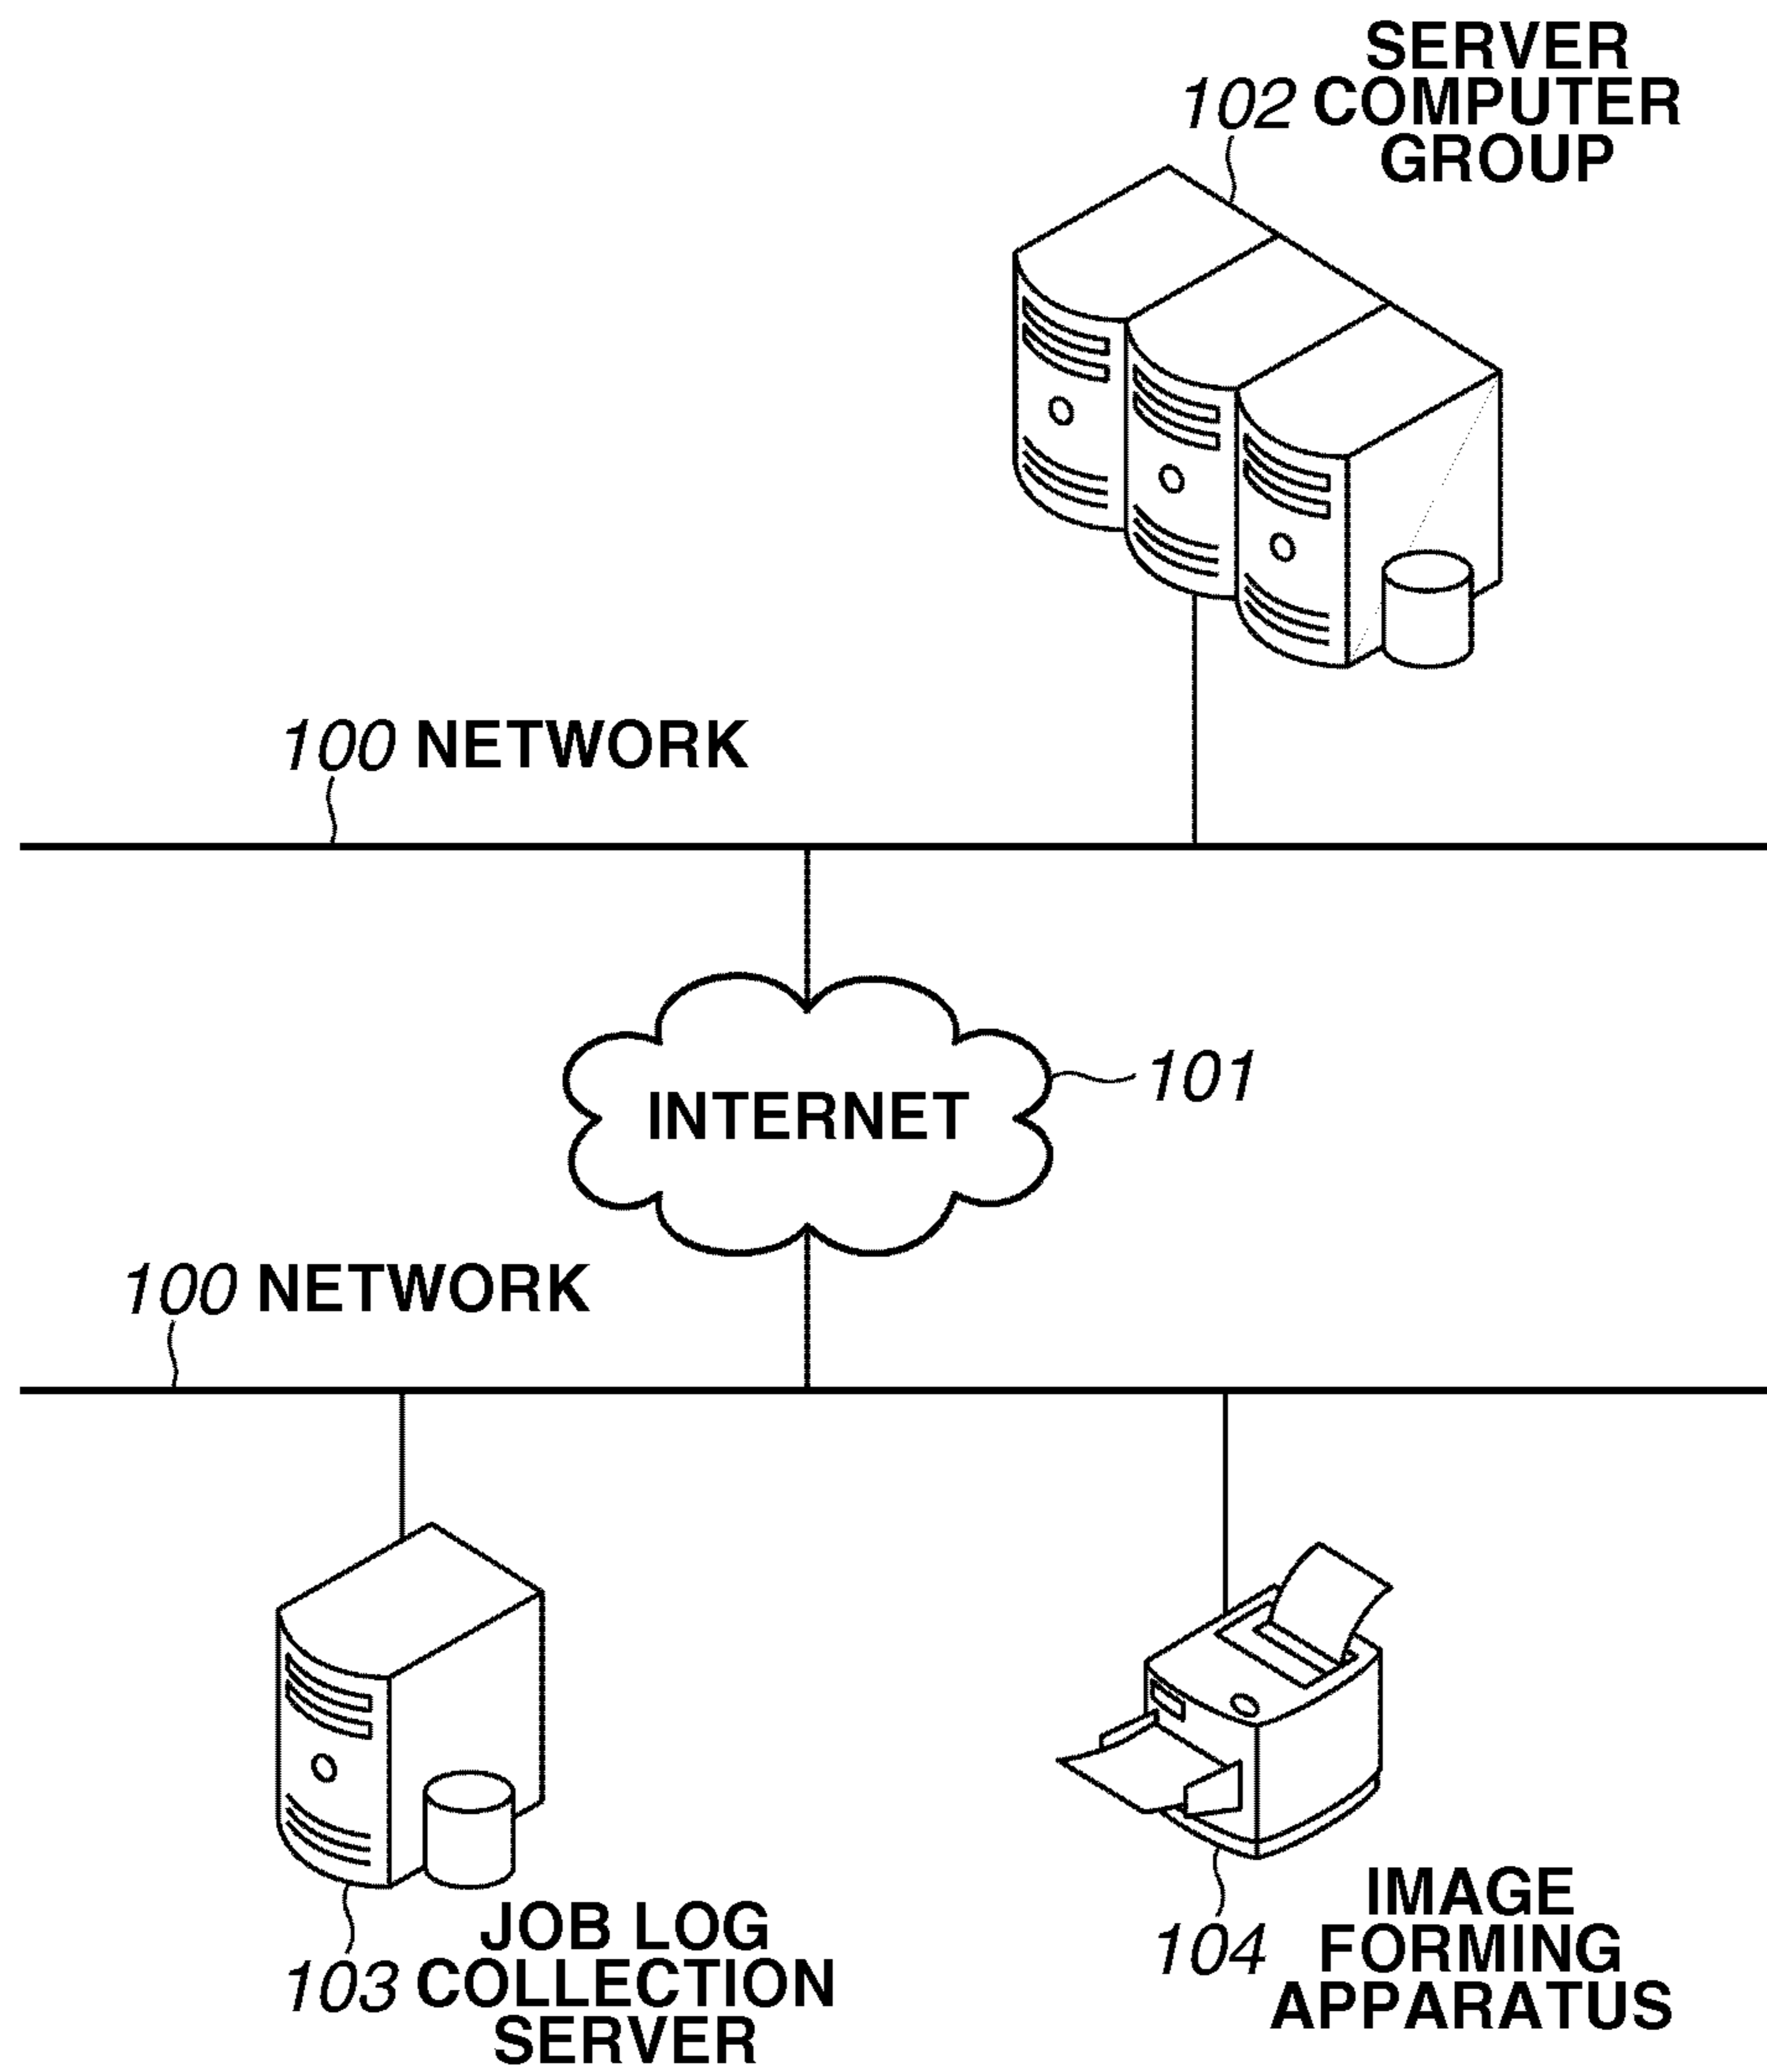 SERVER
102 COMPUTER
GROUP
100 NETWORK
101
INTERNET
100 NETWORK
JOB LOG
103 COLLECTION
SERVER
IMAGE
104 FORMING
APPARATUS